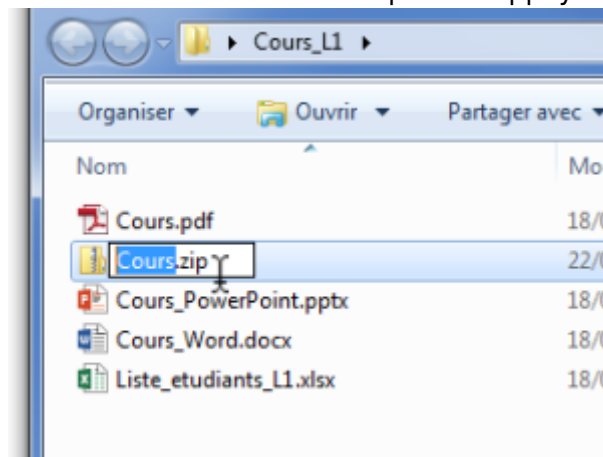 Cours_L1
Organiser Ouvrir Partager avec
Nom Mo
Cours.pdf 18/
Cours.zip 22/
Cours_PowerPoint.pptx 18/
Cours_Word.docx 18/
Liste_etudiants_L1.xlsx 18/